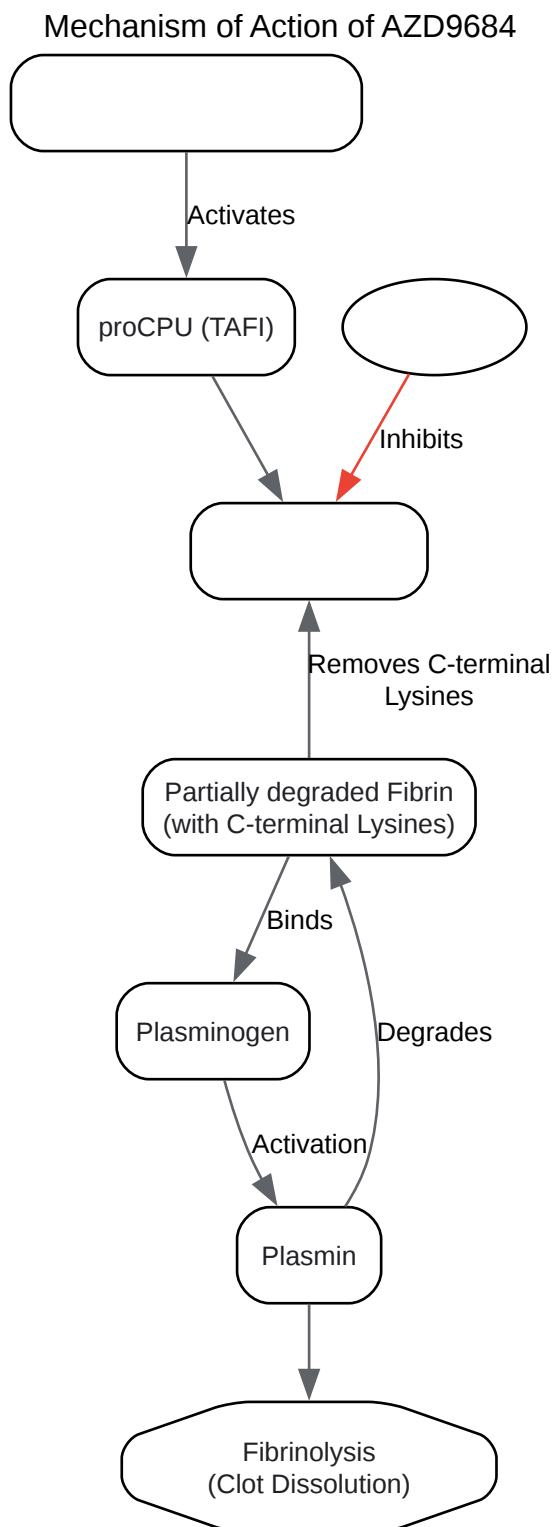 Mechanism of Action of AZD9684
Activates
proCPU (TAFI)
Inhibits
Removes C-terminal
Lysines
Partially degraded Fibrin
(with C-terminal Lysines)
Binds
Plasminogen
Degrades
Activation
Plasmin
Fibrinolysis
(Clot Dissolution)